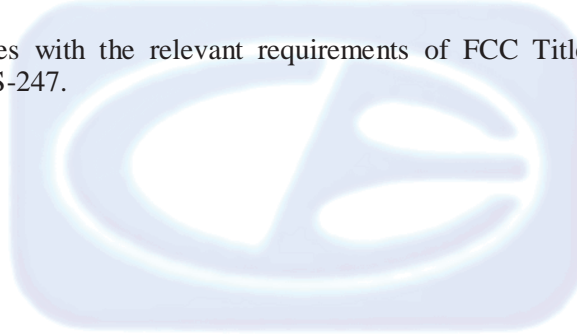 es with the relevant requirements of FCC Title
S-247.